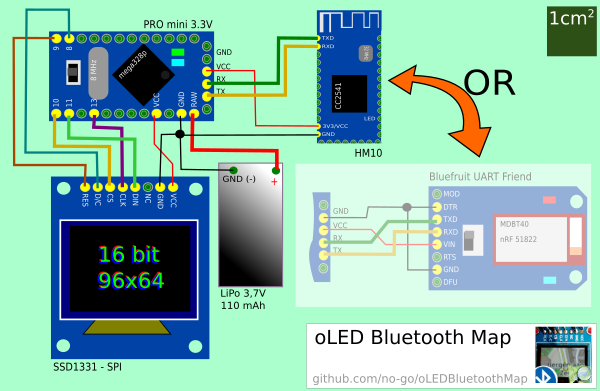 PRO mini 3.3V
9 8
8 MHz
mega328p
GND
VCC
RX
TX
10 11 13 VCC GND RAW
TXD
RXD
CC2541
LED
3V3/VCC
GND
HM10
1cm²
OR
RES D/C CS CLK DIN NC GND VCC
16 bit
96x64
SSD1331 - SPI
GND (-) +
LiPo 3,7V
110 mAh
Bluefruit UART Friend
GND
VCC
RX
TX
MOD
DTR
TXD
RXD
VIN
RTS
GND
DFU
MDBT40
nRF 51822
oLED Bluetooth Map
github.com/no-go/oLEDBluetoothMap